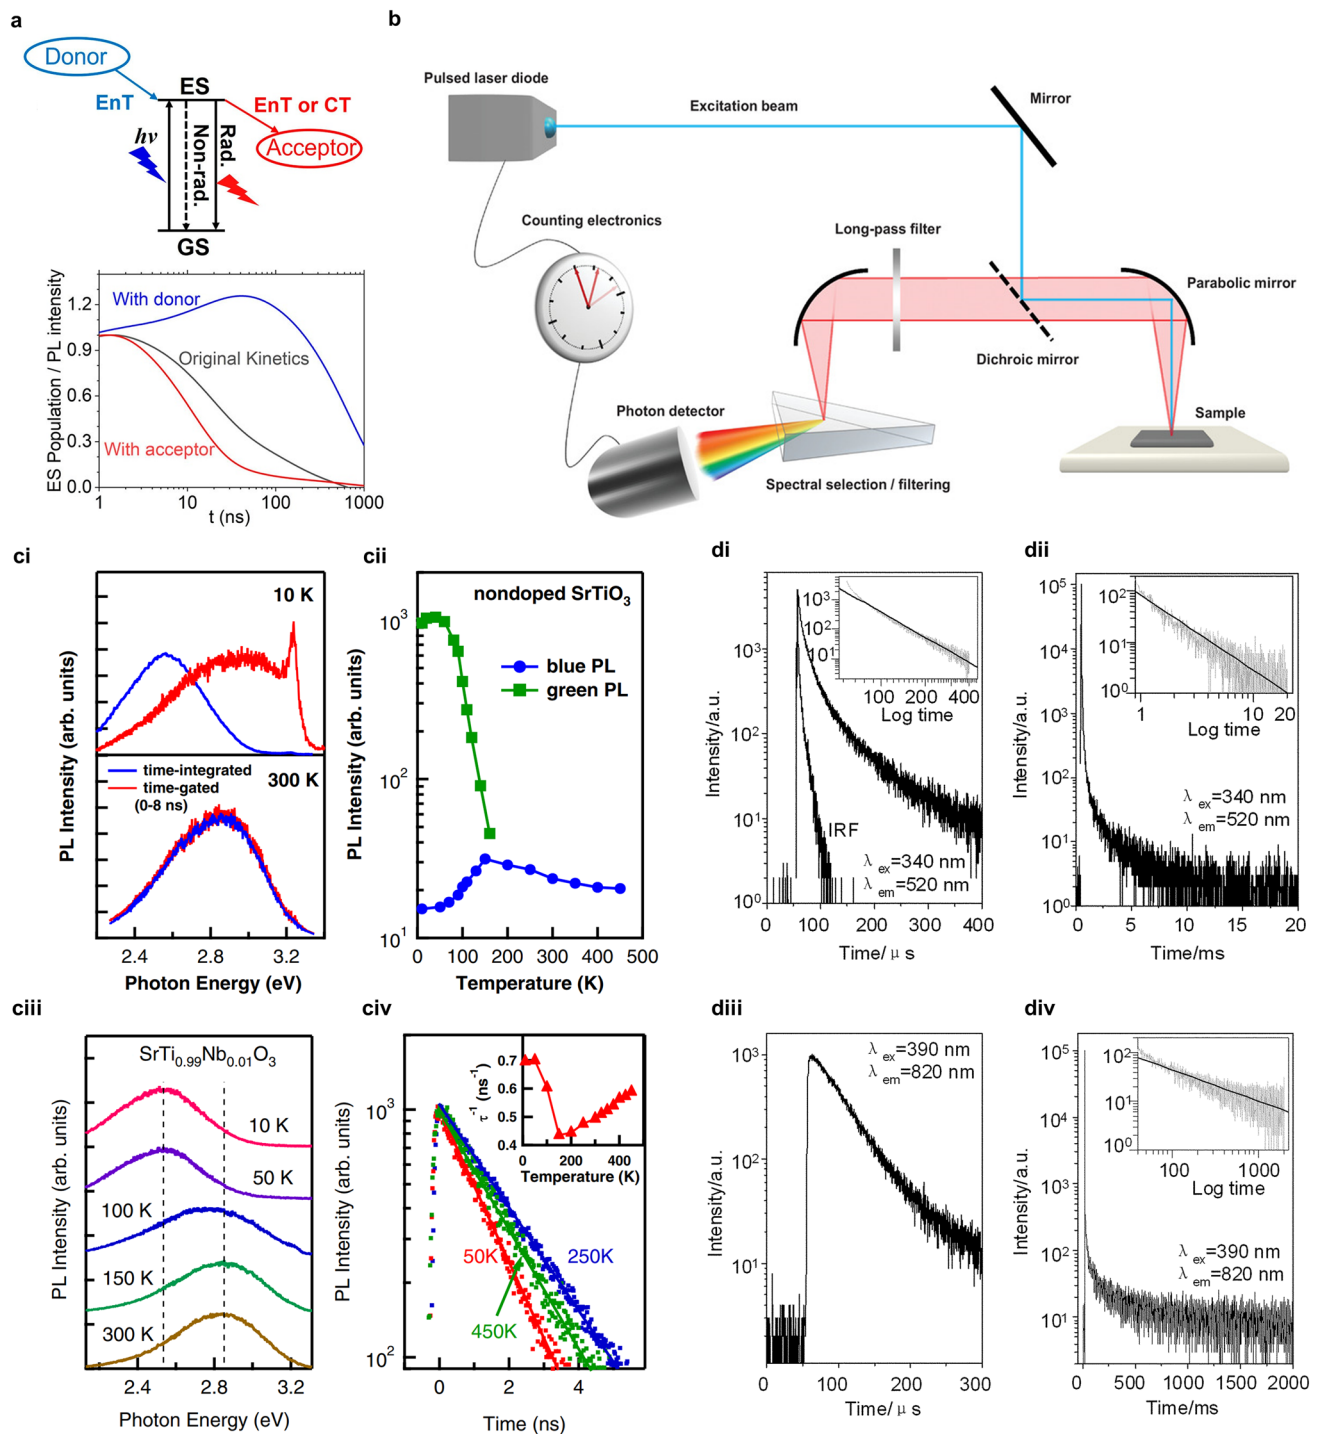 a
Donor
ES
EnT
EnT or CT
hν
Non-rad.
Rad.
Acceptor
GS
ES Population / PL intensity
1.2
0.9
0.6
0.3
0.0
With donor
Original Kinetics
With acceptor
1
10
100
1000
t (ns)
b
Pulsed laser diode
Excitation beam
Mirror
Counting electronics
Long-pass filter
Parabolic mirror
Dichroic mirror
Photon detector
Sample
Spectral selection / filtering
ci
PL Intensity (arb. units)
10 K
time-integrated
time-gated
(0-8 ns)
300 K
2.4
2.8
3.2
Photon Energy (eV)
cii
PL Intensity (arb. units)
10³
10²
10¹
nondoped SrTiO₃
blue PL
green PL
0
100
200
300
400
500
Temperature (K)
di
Intensity/a.u.
10³
10²
10¹
10⁰
10³
10²
10¹
100
200
400
Log time
IRF
λ ex=340 nm
λ em=520 nm
0
100
200
300
400
Time/ μ s
dii
Intensity/a.u.
10⁵
10⁴
10³
10²
10¹
10⁰
10²
10¹
10⁰
1
10
20
Log time
λ ex=340 nm
λ em=520 nm
0
5
10
15
20
Time/ms
ciii
PL Intensity (arb. units)
SrTi₀.₉₉Nb₀.₀₁O₃
10 K
50 K
100 K
150 K
300 K
2.4
2.8
3.2
Photon Energy (eV)
civ
PL Intensity (arb. units)
10³
10²
τ⁻¹ (ns⁻¹)
0.7
0.6
0.5
0.4
0
200
400
Temperature (K)
50K
250K
450K
0
2
4
Time (ns)
diii
Intensity/a.u.
10³
10²
10¹
λ ex=390 nm
λ em=820 nm
0
100
200
300
Time/ μ s
div
Intensity/a.u.
10⁵
10⁴
10³
10²
10¹
10²
10¹
10⁰
100
1000
Log time
λ ex=390 nm
λ em=820 nm
0
500
1000
1500
2000
Time/ms